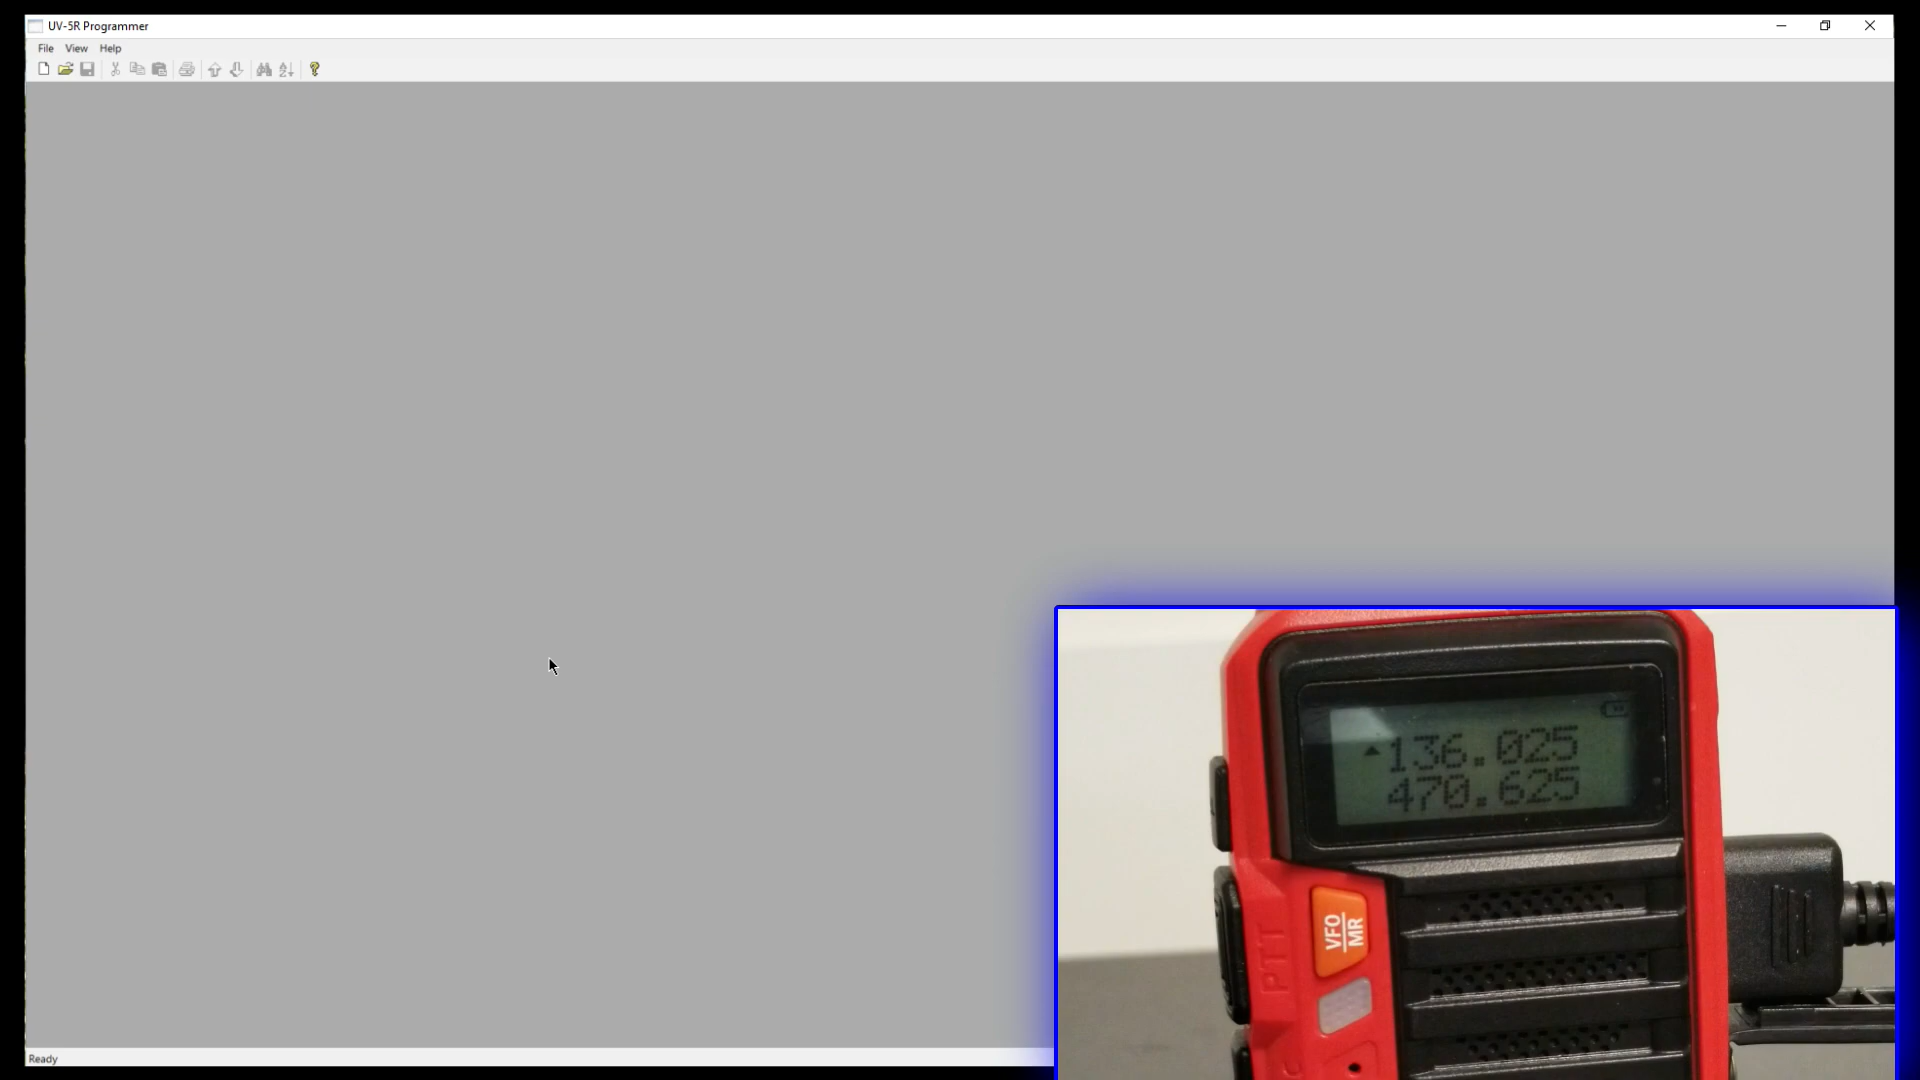 UV-5R Programmer
File View Help
▲136.025
470.625
VFO
MR
PTT
Ready